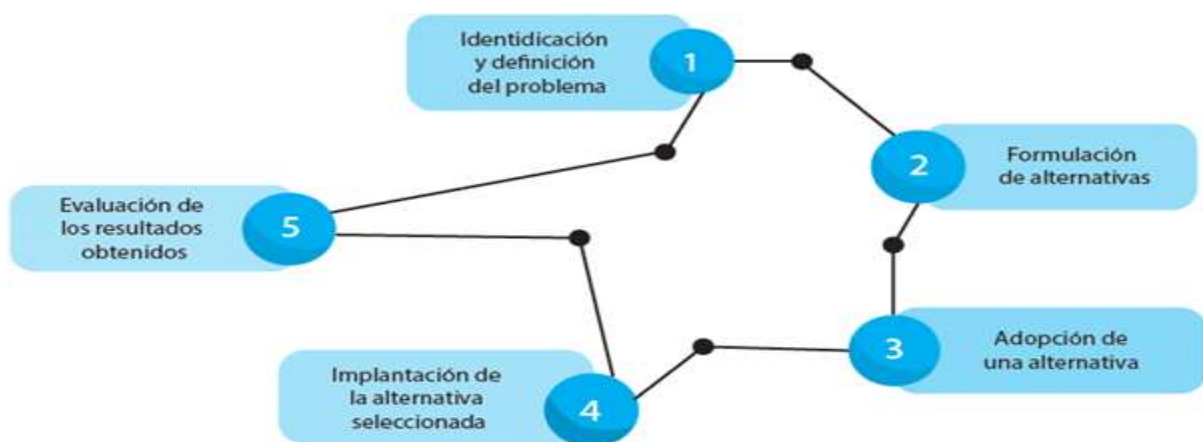 Identidicación
y definición
del problema
1
2
Formulación
de alternativas
3
Adopción de
una alternativa
4
Implantación de
la alternativa
seleccionada
5
Evaluación de
los resultados
obtenidos